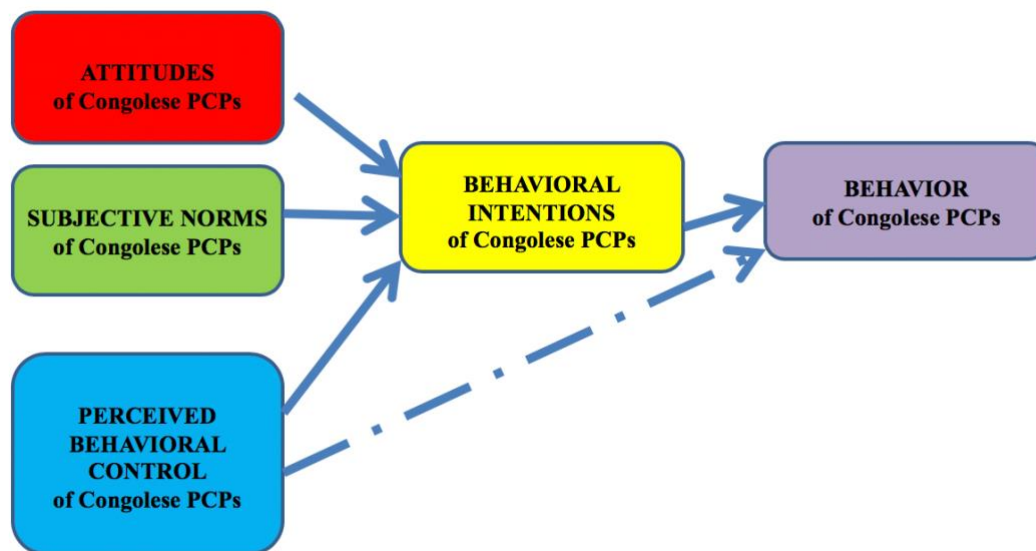 ATTITUDES
of Congolese PCPs
SUBJECTIVE NORMS
of Congolese PCPs
PERCEIVED
BEHAVIORAL
CONTROL
of Congolese PCPs
BEHAVIORAL
INTENTIONS
of Congolese PCPs
BEHAVIOR
of Congolese PCPs